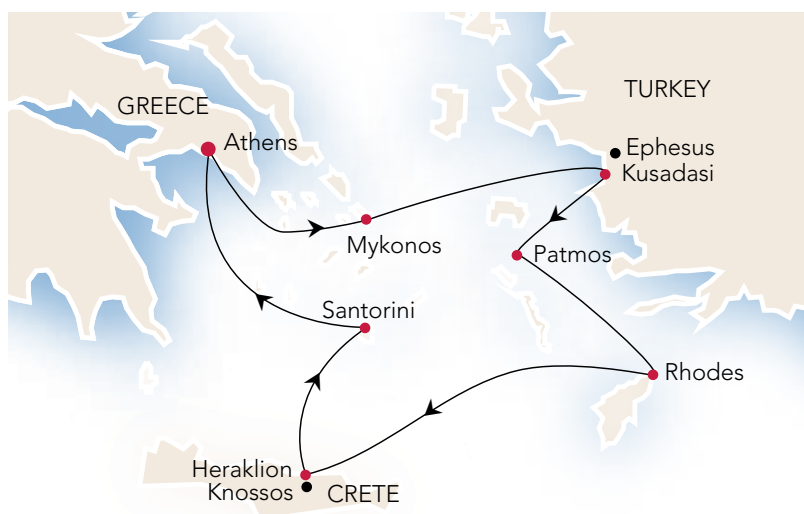 TURKEY
GREECE
Athens
Ephesus
Kusadasi
Mykonos
Patmos
Santorini
Rhodes
Heraklion
Knossos
CRETE